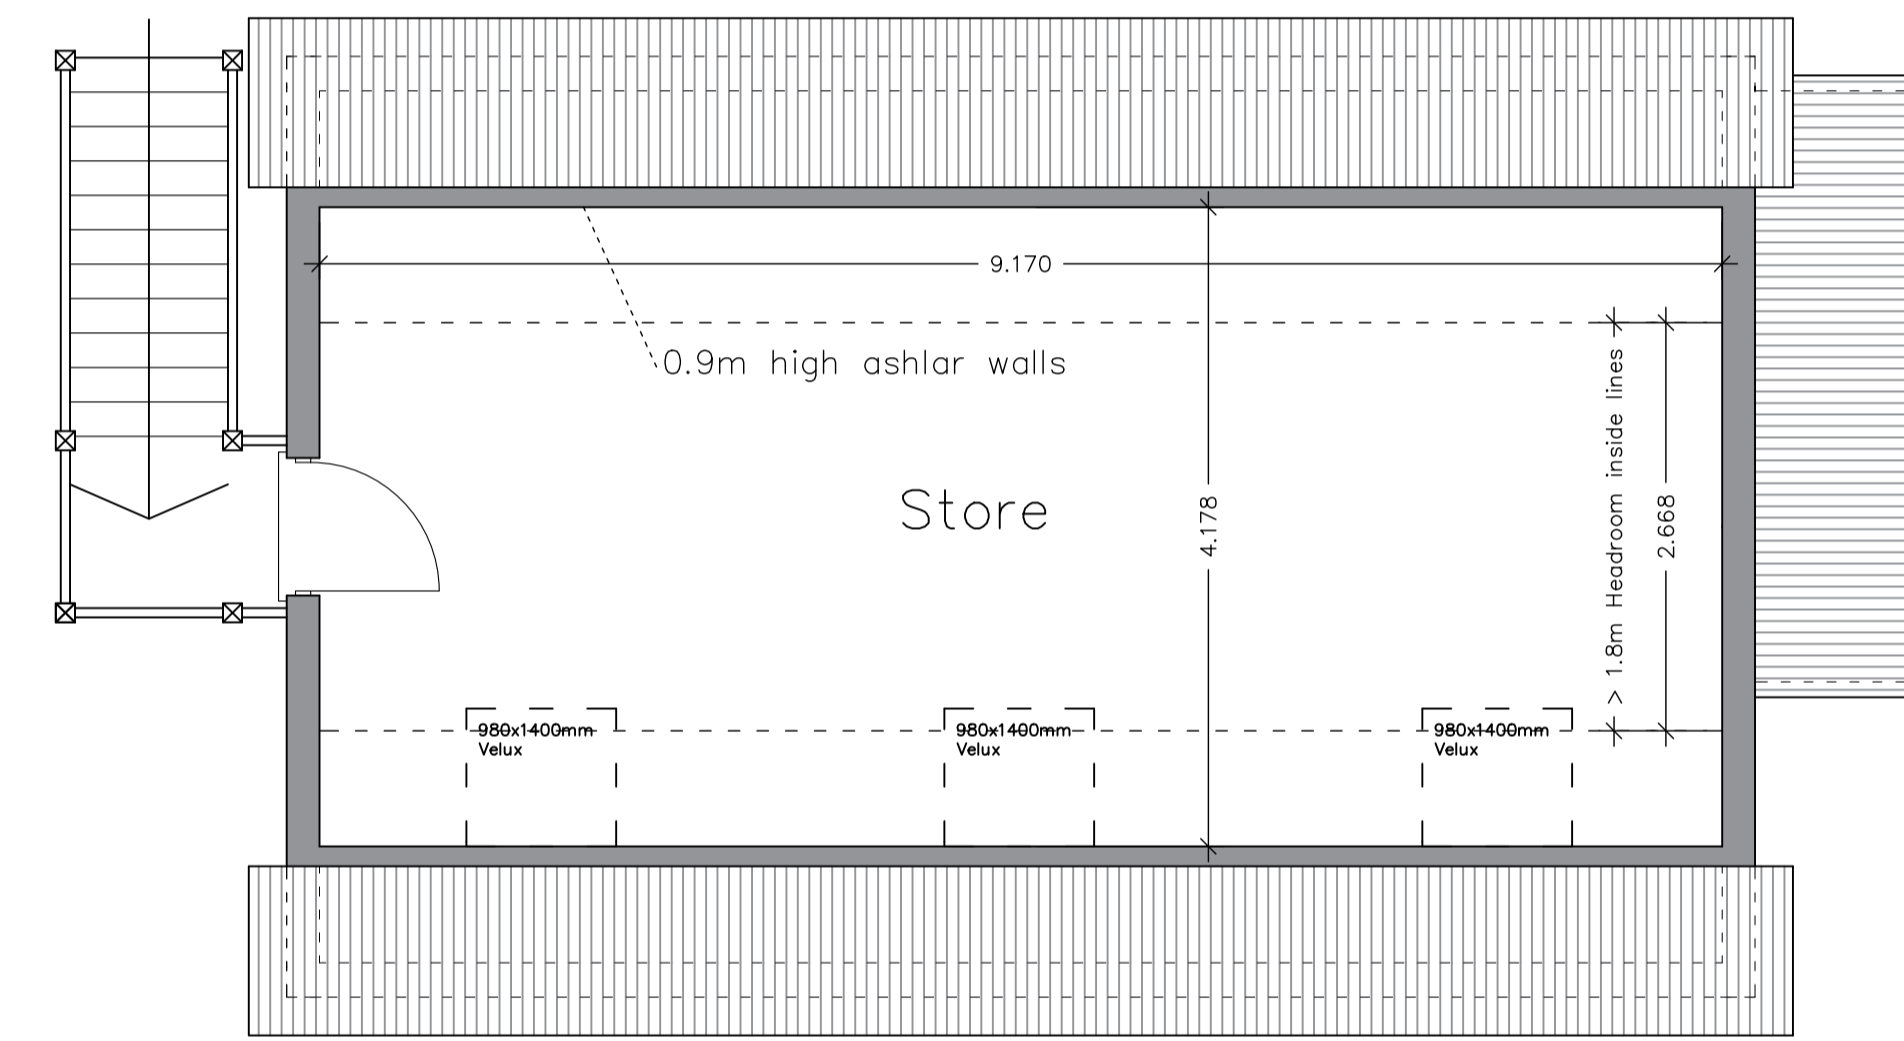 9.170
0.9m high ashlar walls
Store
4.178
> 1.8m Headroom inside lines
2.668
980x1400mm
Velux
980x1400mm
Velux
980x1400mm
Velux